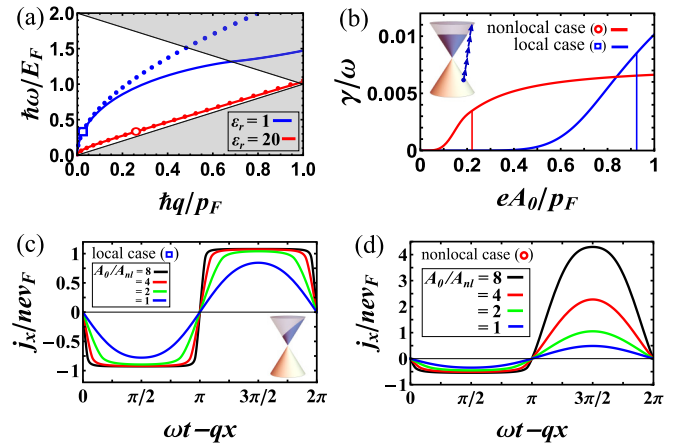 (a)
ħω/E_F
2.0
1.5
1.0
0.5
0.0
0.0 0.2 0.4 0.6 0.8 1.0
ħq/p_F
ε_r = 1
ε_r = 20
(b)
γ/ω
0.01
0.005
0
0 0.2 0.4 0.6 0.8 1
eA_0/p_F
nonlocal case (○)
local case (□)
(c)
local case (□)
j_x/nev_F
1
0.5
0
-0.5
-1
A_0/A_nl = 8
= 4
= 2
= 1
0 π/2 π 3π/2 2π
ωt − qx
(d)
nonlocal case (○)
j_x/nev_F
4
3
2
1
0
-1
A_0/A_nl = 8
= 4
= 2
= 1
0 π/2 π 3π/2 2π
ωt − qx